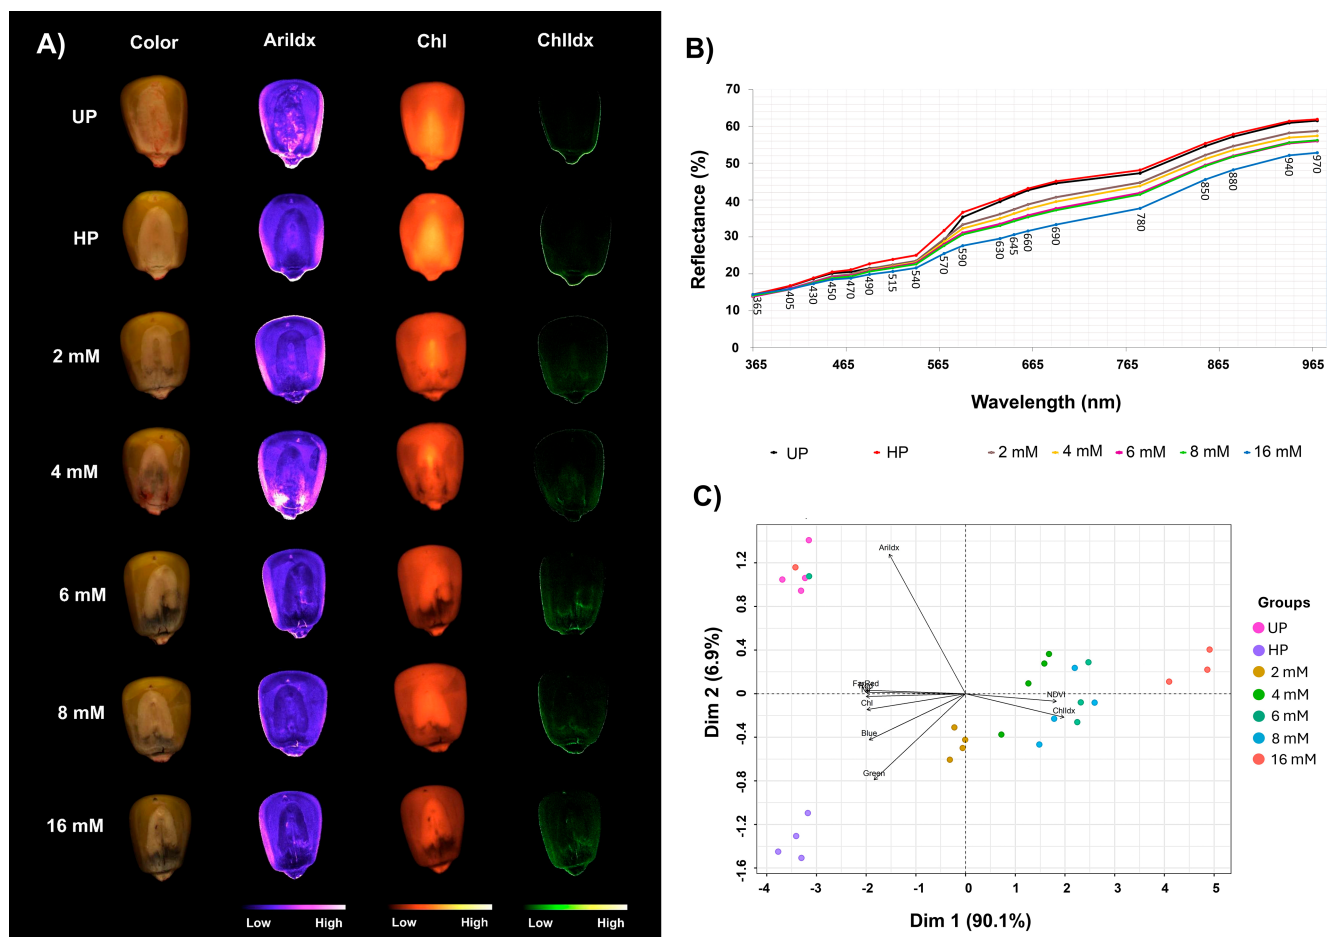 A)
Color
AriIdx
Chl
ChlIdx
UP
HP
2 mM
4 mM
6 mM
8 mM
16 mM
Low High
Low High
Low High
B)
Reflectance (%)
70
60
50
40
30
20
10
0
365
405
430
450
470
490
515
540
570
590
630
645
660
690
780
850
880
940
970
365 465 565 665 765 865 965
Wavelength (nm)
UP HP 2 mM 4 mM 6 mM 8 mM 16 mM
C)
Dim 2 (6.9%)
1.2
0.8
0.4
0
-0.4
-0.8
-1.2
-1.6
AriIdx
Chl
Blue
Green
NDVI
ChlIdx
-4 -3 -2 -1 0 1 2 3 4 5
Dim 1 (90.1%)
Groups
UP
HP
2 mM
4 mM
6 mM
8 mM
16 mM